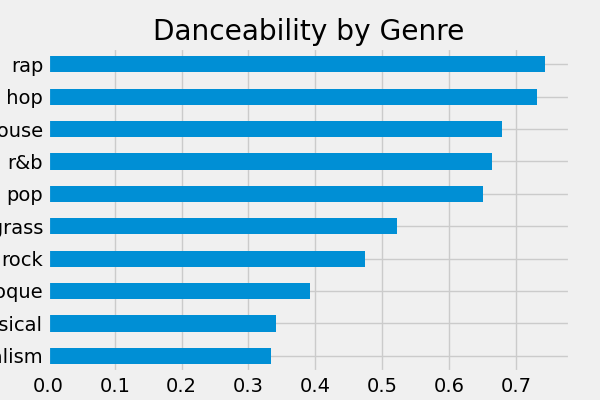 Danceability by Genre
rap
hop
ouse
r&b
pop
grass
rock
oque
sical
alism
0.0 0.1 0.2 0.3 0.4 0.5 0.6 0.7